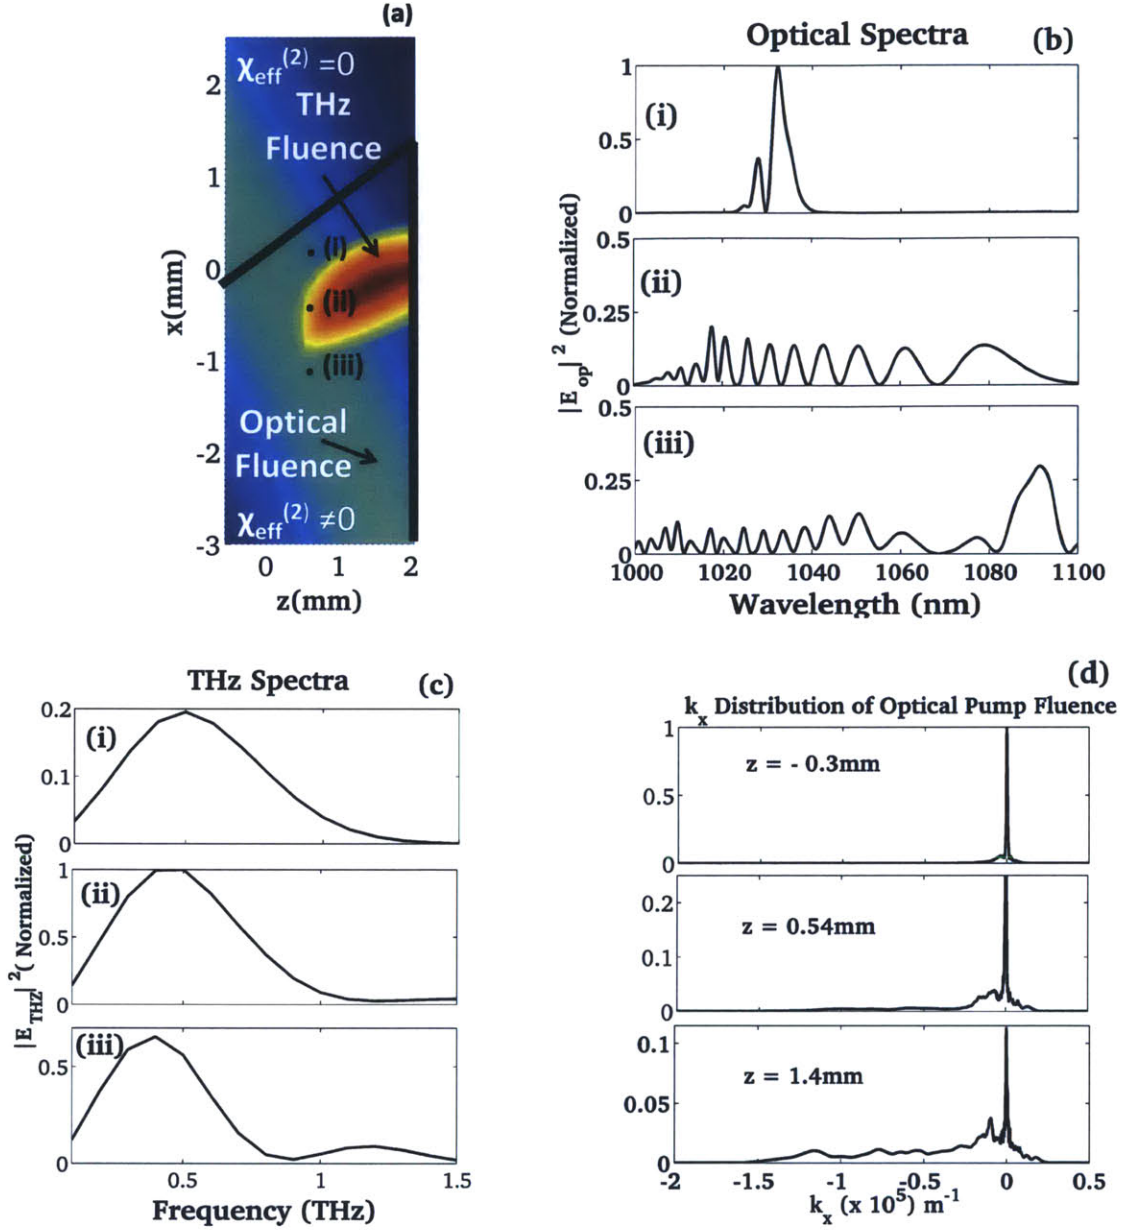 (a)
χeff(2) =0
THz
Fluence
(i)
(ii)
(iii)
Optical
Fluence
χeff(2) ≠0
2
1
0
-1
-2
-3
x(mm)
0 1 2
z(mm)
Optical Spectra (b)
(i)
1
0.5
0
(ii)
0.5
0.25
0
(iii)
0.5
0.25
0
|Eop|2 (Normalized)
1000 1020 1040 1060 1080 1100
Wavelength (nm)
THz Spectra (c)
(i)
0.2
0.1
0
(ii)
1
0.5
0
(iii)
0.5
0
|ETHZ|2( Normalized)
0.5 1 1.5
Frequency (THz)
(d)
kx Distribution of Optical Pump Fluence
z = - 0.3mm
1
0.5
0
z = 0.54mm
0.2
0.1
0
z = 1.4mm
0.1
0.05
0
-2 -1.5 -1 -0.5 0 0.5
kx (x 105) m-1